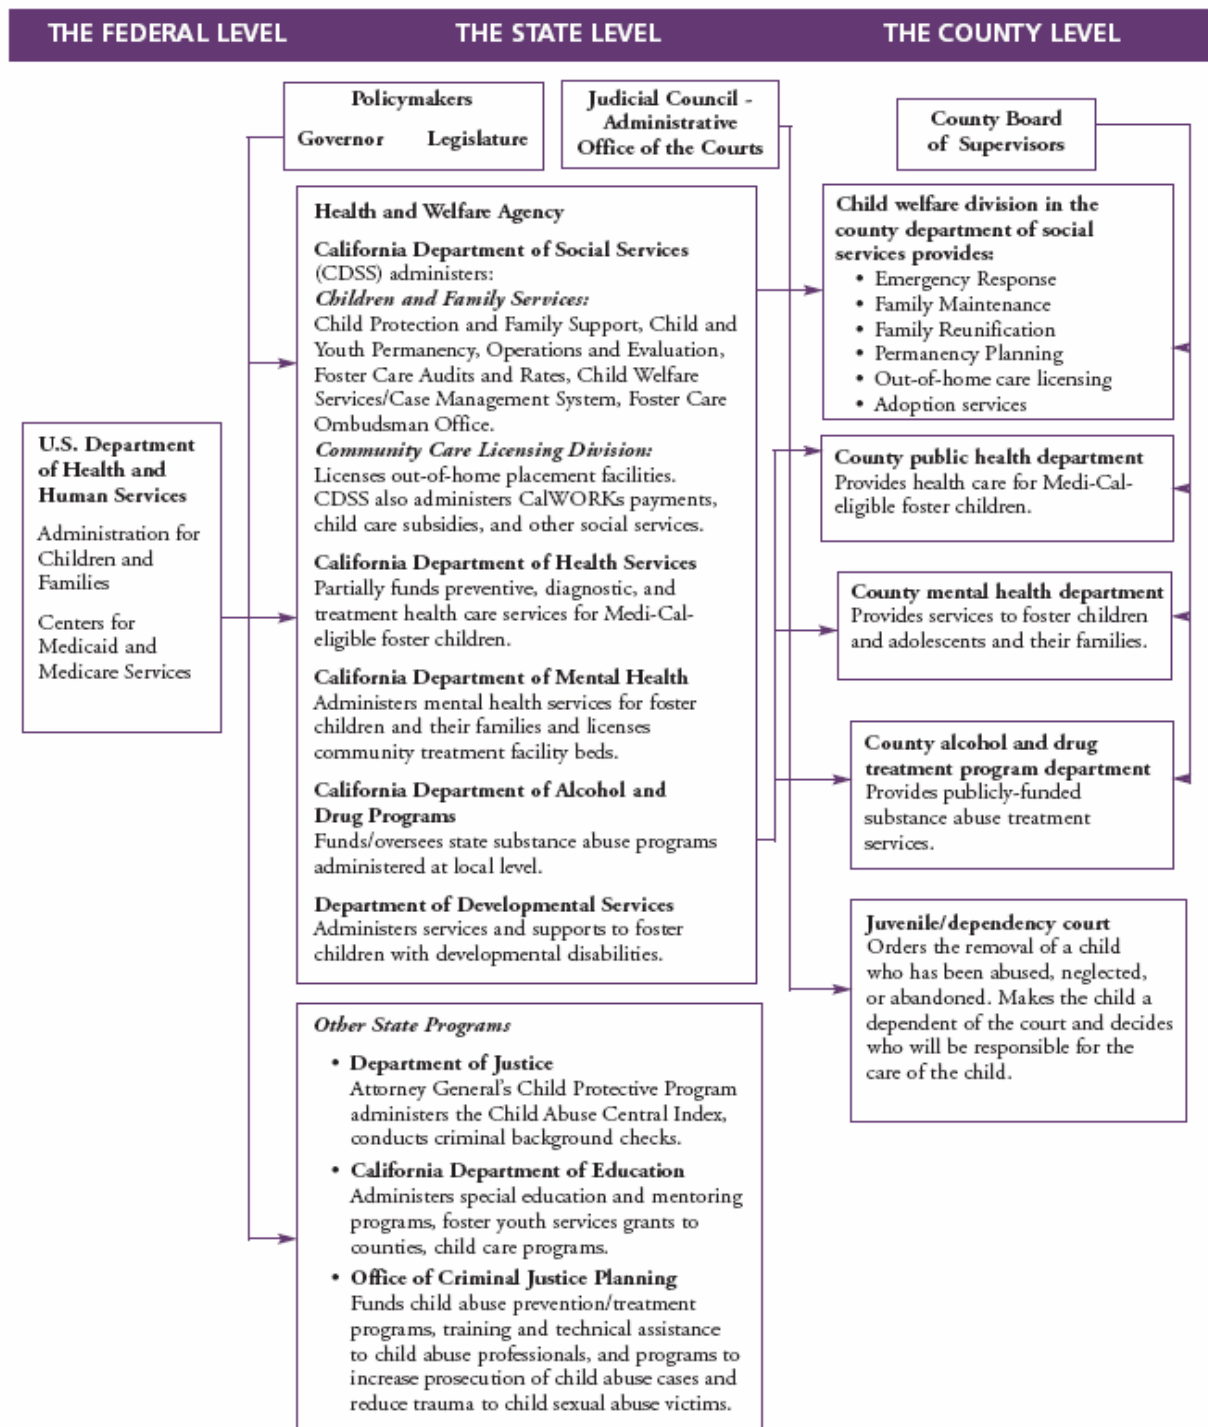 THE FEDERAL LEVEL
THE STATE LEVEL
THE COUNTY LEVEL
Policymakers
Governor Legislature
Judicial Council -
Administrative
Office of the Courts
County Board
of Supervisors
U.S. Department
of Health and
Human Services
Administration for
Children and
Families
Centers for
Medicaid and
Medicare Services
Health and Welfare Agency
California Department of Social Services
(CDSS) administers:
Children and Family Services:
Child Protection and Family Support, Child and
Youth Permanency, Operations and Evaluation,
Foster Care Audits and Rates, Child Welfare
Services/Case Management System, Foster Care
Ombudsman Office.
Community Care Licensing Division:
Licenses out-of-home placement facilities.
CDSS also administers CalWORKs payments,
child care subsidies, and other social services.
California Department of Health Services
Partially funds preventive, diagnostic, and
treatment health care services for Medi-Cal-
eligible foster children.
California Department of Mental Health
Administers mental health services for foster
children and their families and licenses
community treatment facility beds.
California Department of Alcohol and
Drug Programs
Funds/oversees state substance abuse programs
administered at local level.
Department of Developmental Services
Administers services and supports to foster
children with developmental disabilities.
Other State Programs
• Department of Justice
Attorney General's Child Protective Program
administers the Child Abuse Central Index,
conducts criminal background checks.
• California Department of Education
Administers special education and mentoring
programs, foster youth services grants to
counties, child care programs.
• Office of Criminal Justice Planning
Funds child abuse prevention/treatment
programs, training and technical assistance
to child abuse professionals, and programs to
increase prosecution of child abuse cases and
reduce trauma to child sexual abuse victims.
Child welfare division in the
county department of social
services provides:
• Emergency Response
• Family Maintenance
• Family Reunification
• Permanency Planning
• Out-of-home care licensing
• Adoption services
County public health department
Provides health care for Medi-Cal-
eligible foster children.
County mental health department
Provides services to foster children
and adolescents and their families.
County alcohol and drug
treatment program department
Provides publicly-funded
substance abuse treatment
services.
Juvenile/dependency court
Orders the removal of a child
who has been abused, neglected,
or abandoned. Makes the child a
dependent of the court and decides
who will be responsible for the
care of the child.